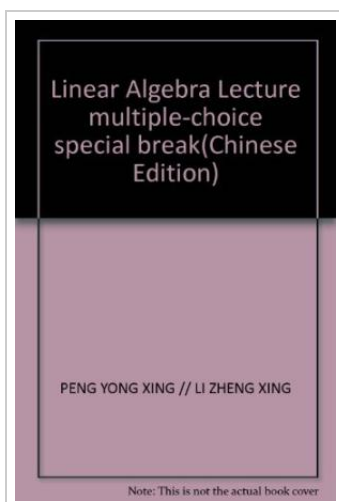 Linear Algebra Lecture
multiple-choice
special break(Chinese
Edition)
PENG YONG XING // LI ZHENG XING
Note: This is not the actual book cover